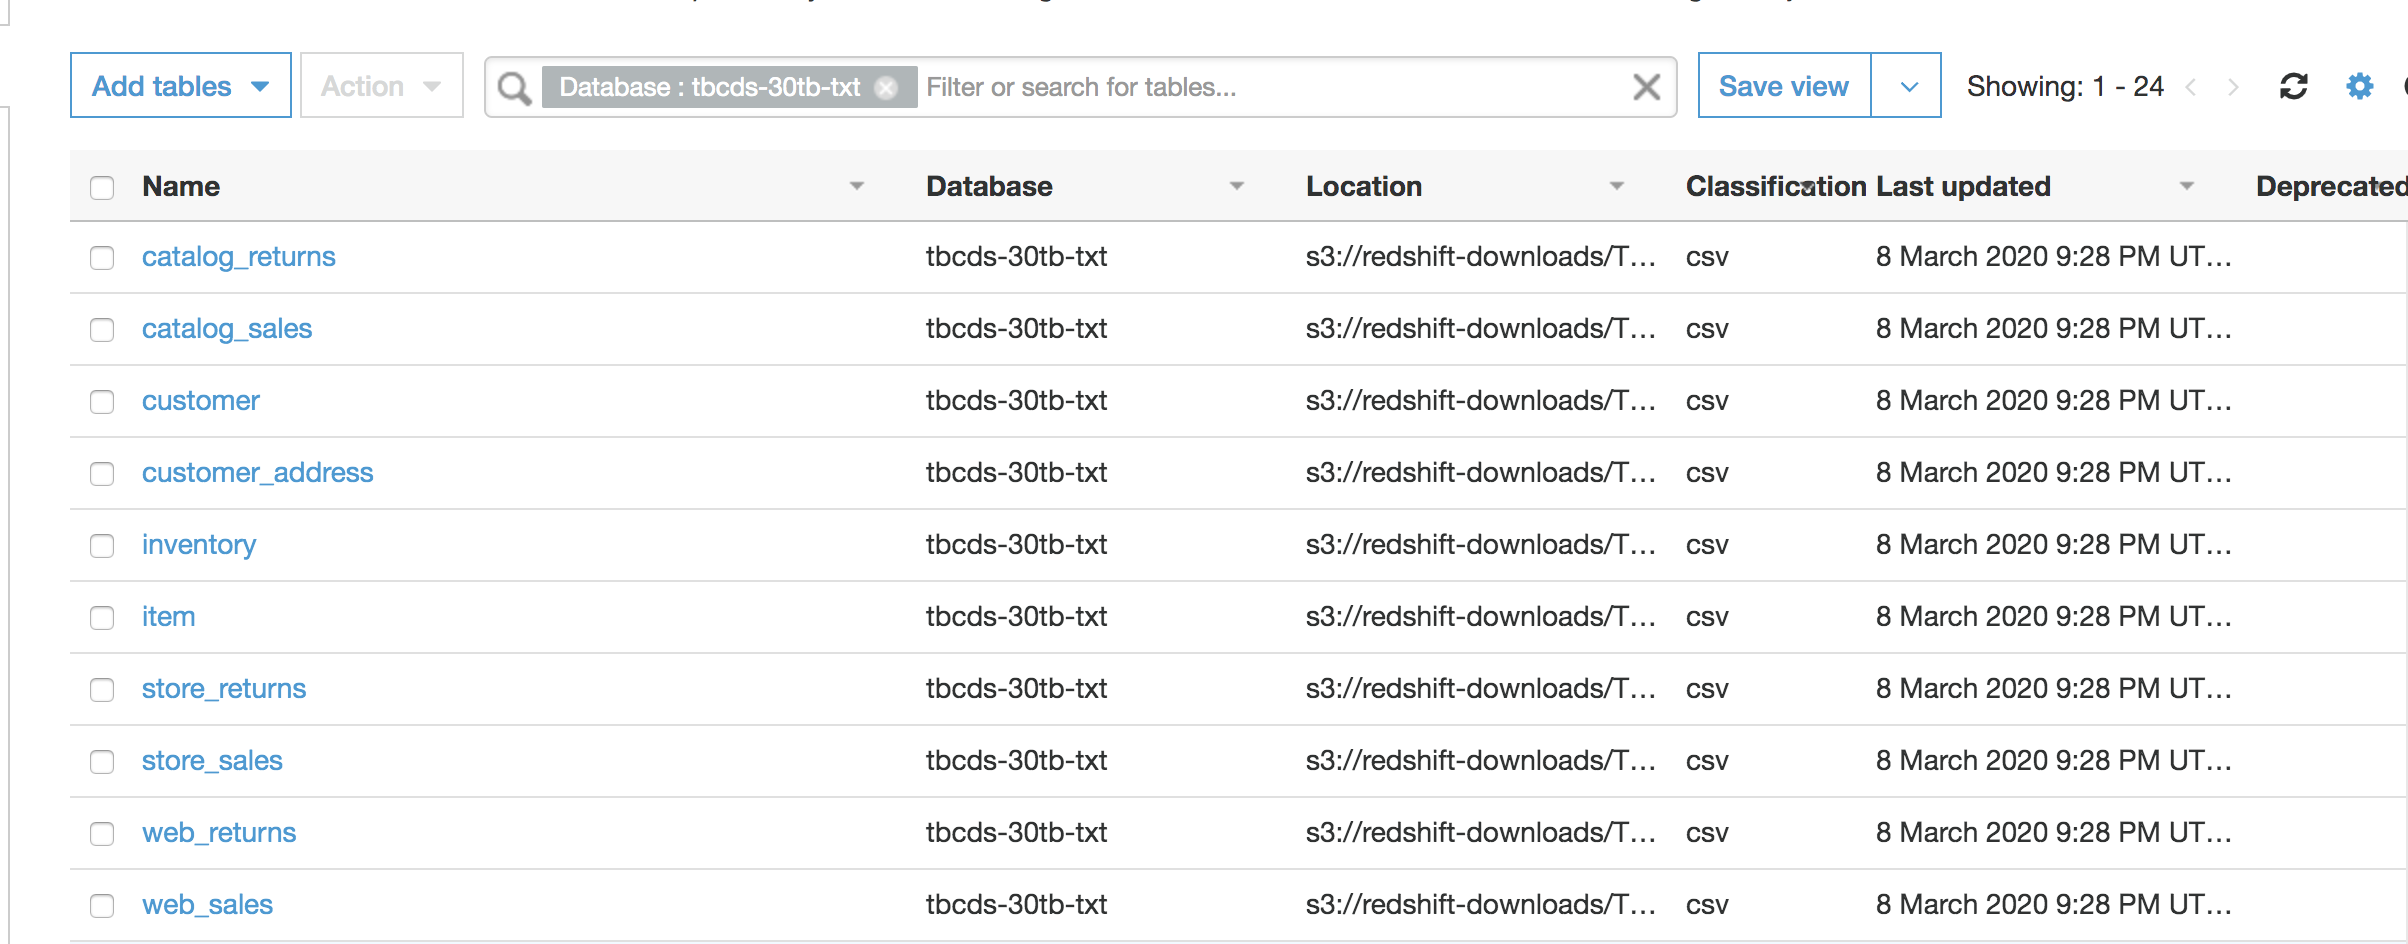 Add tables Action Database : tbcds-30tb-txt Filter or search for tables... Save view Showing: 1 - 24
Name Database Location Classification Last updated Deprecated
catalog_returns tbcds-30tb-txt s3://redshift-downloads/T... csv 8 March 2020 9:28 PM UT...
catalog_sales tbcds-30tb-txt s3://redshift-downloads/T... csv 8 March 2020 9:28 PM UT...
customer tbcds-30tb-txt s3://redshift-downloads/T... csv 8 March 2020 9:28 PM UT...
customer_address tbcds-30tb-txt s3://redshift-downloads/T... csv 8 March 2020 9:28 PM UT...
inventory tbcds-30tb-txt s3://redshift-downloads/T... csv 8 March 2020 9:28 PM UT...
item tbcds-30tb-txt s3://redshift-downloads/T... csv 8 March 2020 9:28 PM UT...
store_returns tbcds-30tb-txt s3://redshift-downloads/T... csv 8 March 2020 9:28 PM UT...
store_sales tbcds-30tb-txt s3://redshift-downloads/T... csv 8 March 2020 9:28 PM UT...
web_returns tbcds-30tb-txt s3://redshift-downloads/T... csv 8 March 2020 9:28 PM UT...
web_sales tbcds-30tb-txt s3://redshift-downloads/T... csv 8 March 2020 9:28 PM UT...